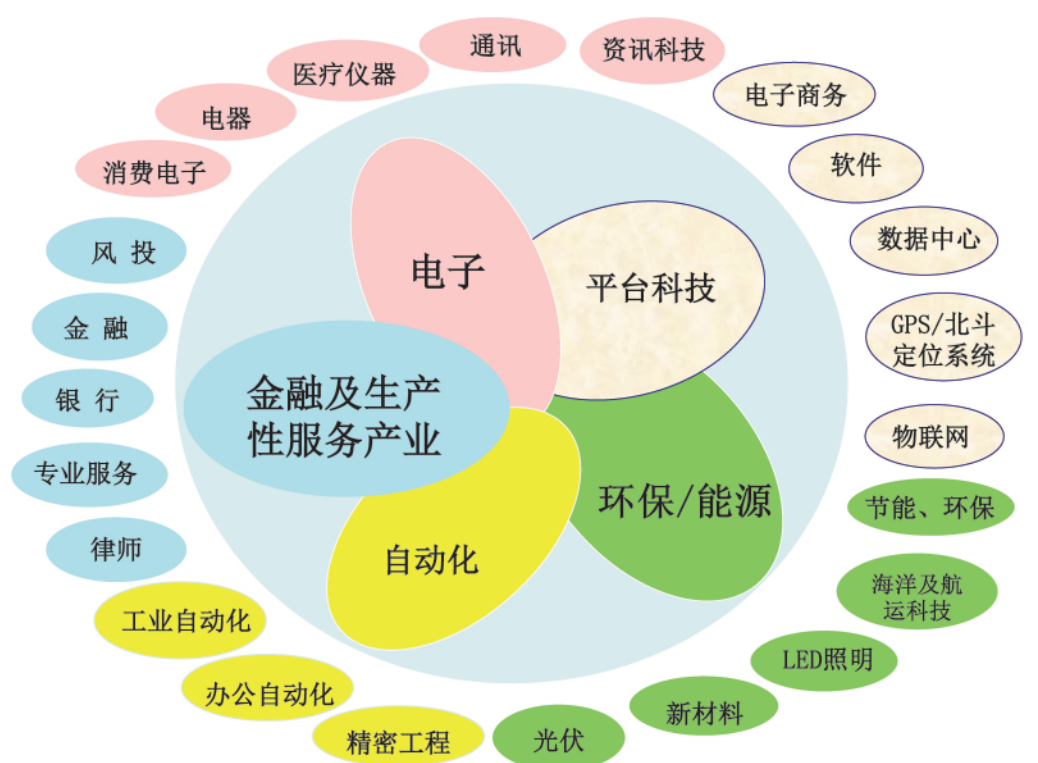 通讯
资讯科技
医疗仪器
电子商务
电器
软件
消费电子
数据中心
风 投
电子
平台科技
金 融
GPS/北斗
定位系统
银 行
金融及生产
性服务产业
物联网
专业服务
环保/能源
节能、环保
律师
自动化
海洋及航
运科技
工业自动化
LED照明
办公自动化
新材料
精密工程
光伏